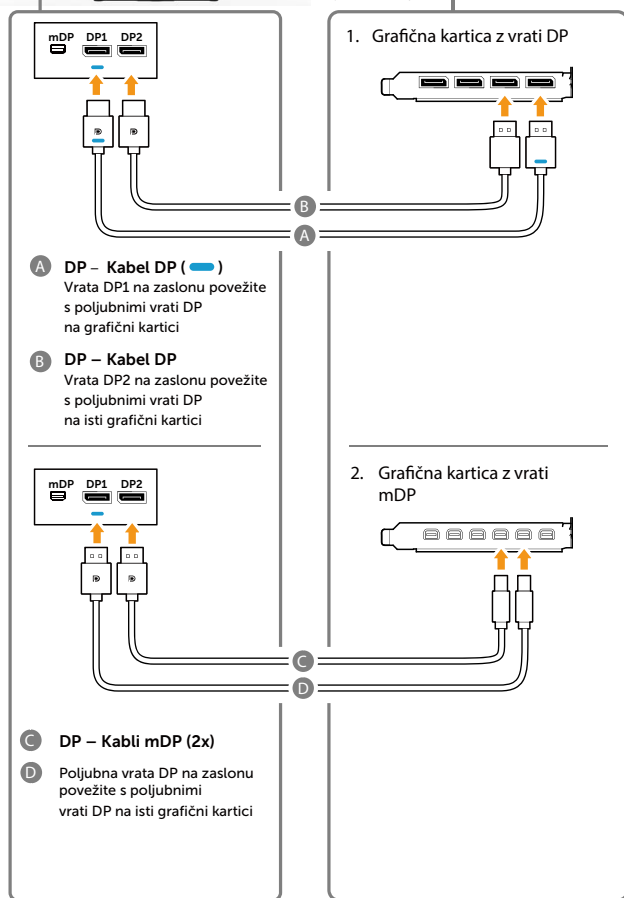 mDP DP1 DP2
B
A
A DP – Kabel DP ( )
Vrata DP1 na zaslonu povežite
s poljubnimi vrati DP
na grafični kartici
B DP – Kabel DP
Vrata DP2 na zaslonu povežite
s poljubnimi vrati DP
na isti grafični kartici
1. Grafična kartica z vrati DP
mDP DP1 DP2
C
D
C DP – Kabli mDP (2x)
D Poljubna vrata DP na zaslonu
povežite s poljubnimi
vrati DP na isti grafični kartici
2. Grafična kartica z vrati
mDP